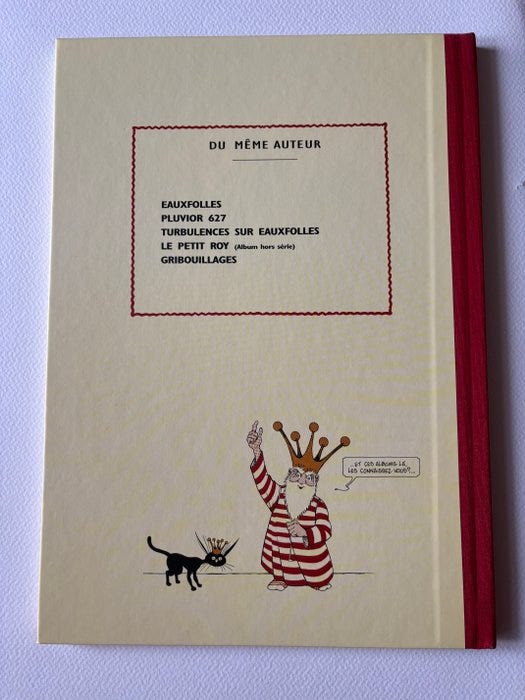 DU MÊME AUTEUR
EAUXFOLLES
PLUVIOR 627
TURBULENCES SUR EAUXFOLLES
LE PETIT ROY (Album hors série)
GRIBOUILLAGES
...ET CES ALBUMS LÀ,
LES CONNAISSEZ VOUS?...